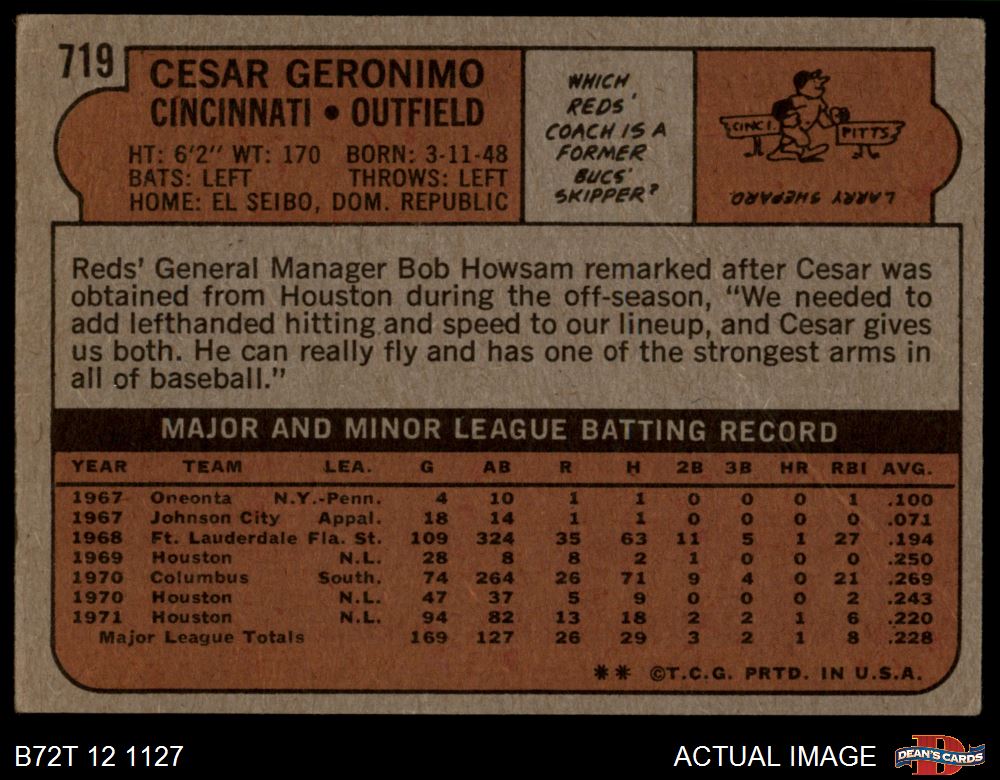 719
CESAR GERONIMO
CINCINNATI • OUTFIELD
HT: 6'2" WT: 170 BORN: 3-11-48
BATS: LEFT THROWS: LEFT
HOME: EL SEIBO, DOM. REPUBLIC
WHICH
REDS'
COACH IS A
FORMER
BUCS'
SKIPPER?
CINCI.
PITTS
LARRY SHEPARD
Reds' General Manager Bob Howsam remarked after Cesar was
obtained from Houston during the off-season, "We needed to
add lefthanded hitting and speed to our lineup, and Cesar gives
us both. He can really fly and has one of the strongest arms in
all of baseball."
MAJOR AND MINOR LEAGUE BATTING RECORD
YEAR TEAM LEA. G AB R H 2B 3B HR RBI AVG.
1967 Oneonta N.Y.-Penn. 4 10 1 1 0 0 0 1 .100
1967 Johnson City Appal. 18 14 1 1 0 0 0 0 .071
1968 Ft. Lauderdale Fla. St. 109 324 35 63 11 5 1 27 .194
1969 Houston N.L. 28 8 8 2 1 0 0 0 .250
1970 Columbus South. 74 264 26 71 9 4 0 21 .269
1970 Houston N.L. 47 37 5 9 0 0 0 2 .243
1971 Houston N.L. 94 82 13 18 2 2 1 6 .220
Major League Totals 169 127 26 29 3 2 1 8 .228
** ©T.C.G. PRTD. IN U.S.A.
B72T 12 1127
ACTUAL IMAGE
DEAN'S CARDS